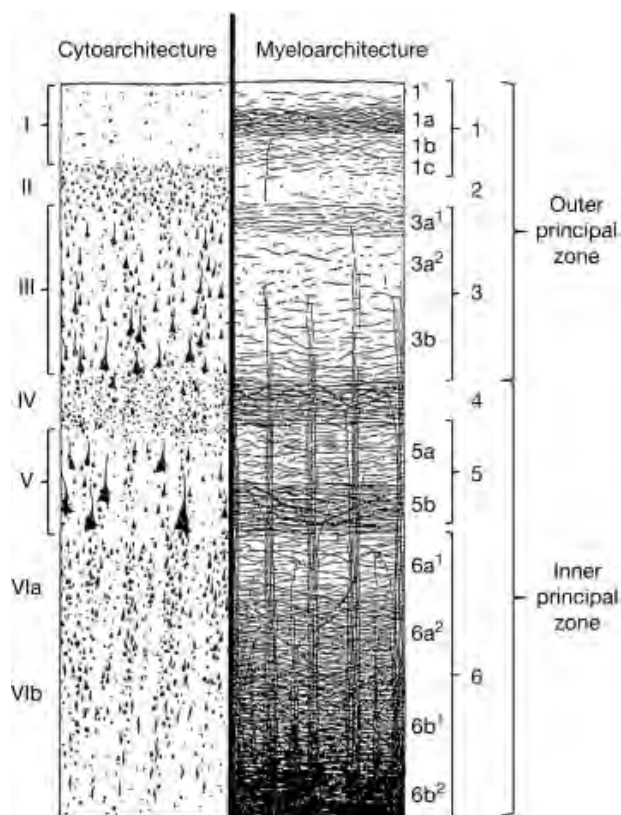 Cytoarchitecture
Myeloarchitecture
I
II
III
IV
V
VIa
VIb
1°
1a
1b
1c
3a¹
3a²
3b
5a
5b
6a¹
6a²
6b¹
6b²
1
2
3
4
5
6
Outer
principal
zone
Inner
principal
zone